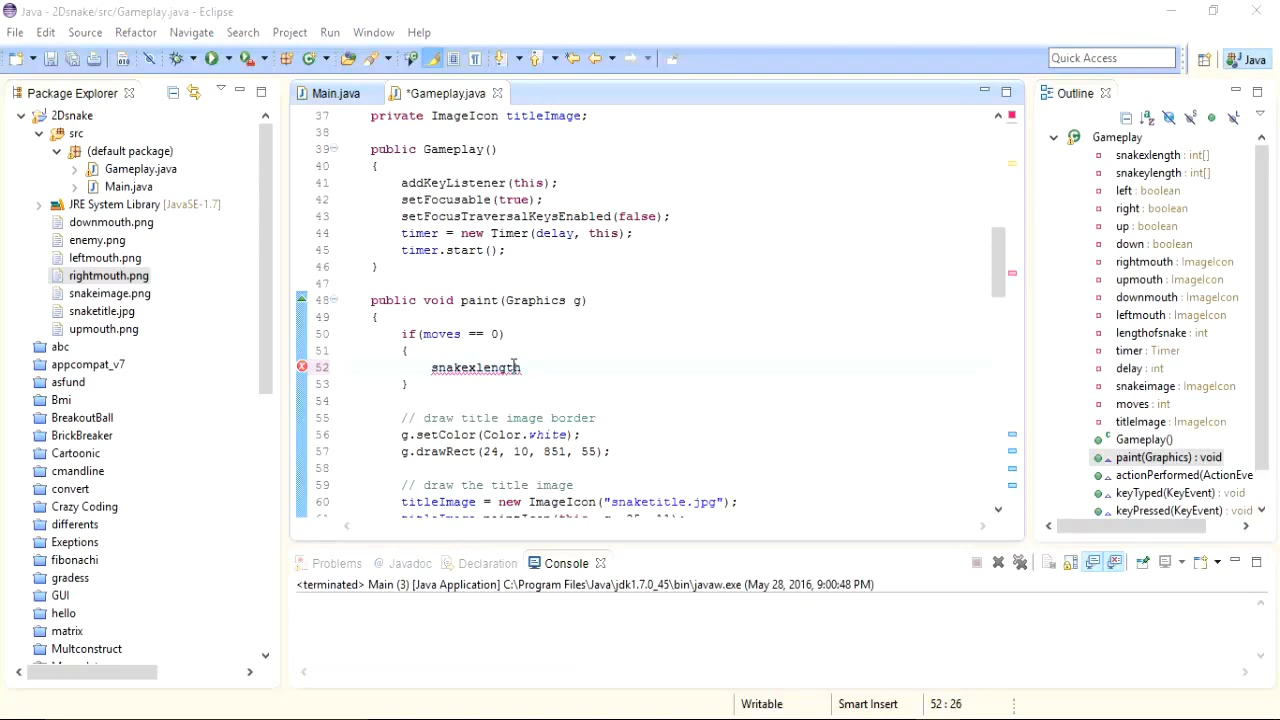 Java - 2Dsnake/src/Gameplay.java - Eclipse
File Edit Source Refactor Navigate Search Project Run Window Help
Quick Access
Java
Package Explorer
2Dsnake
src
(default package)
Gameplay.java
Main.java
JRE System Library [JavaSE-1.7]
downmouth.png
enemy.png
leftmouth.png
rightmouth.png
snakeimage.png
snaketitle.jpg
upmouth.png
abc
appcompat_v7
asfund
Bmi
BreakoutBall
BrickBreaker
Cartoonic
cmandline
convert
Crazy Coding
differents
Exeptions
fibonachi
gradess
GUI
hello
matrix
Multconstruct
Main.java
*Gameplay.java
37 private ImageIcon titleImage;
38
39 public Gameplay()
40 {
41 addKeyListener(this);
42 setFocusable(true);
43 setFocusTraversalKeysEnabled(false);
44 timer = new Timer(delay, this);
45 timer.start();
46 }
47
48 public void paint(Graphics g)
49 {
50 if(moves == 0)
51 {
52 snakexlength
53 }
54
55 // draw title image border
56 g.setColor(Color.white);
57 g.drawRect(24, 10, 851, 55);
58
59 // draw the title image
60 titleImage = new ImageIcon("snaketitle.jpg");
Outline
Gameplay
snakexlength : int[]
snakeylength : int[]
left : boolean
right : boolean
up : boolean
down : boolean
rightmouth : ImageIcon
upmouth : ImageIcon
downmouth : ImageIcon
leftmouth : ImageIcon
lengthofsnake : int
timer : Timer
delay : int
snakeimage : ImageIcon
moves : int
titleImage : ImageIcon
Gameplay()
paint(Graphics) : void
actionPerformed(ActionEve
keyTyped(KeyEvent) : void
keyPressed(KeyEvent) : void
Problems Javadoc Declaration Console
<terminated> Main (3) [Java Application] C:\Program Files\Java\jdk1.7.0_45\bin\javaw.exe (May 28, 2016, 9:00:48 PM)
Writable Smart Insert 52 : 26